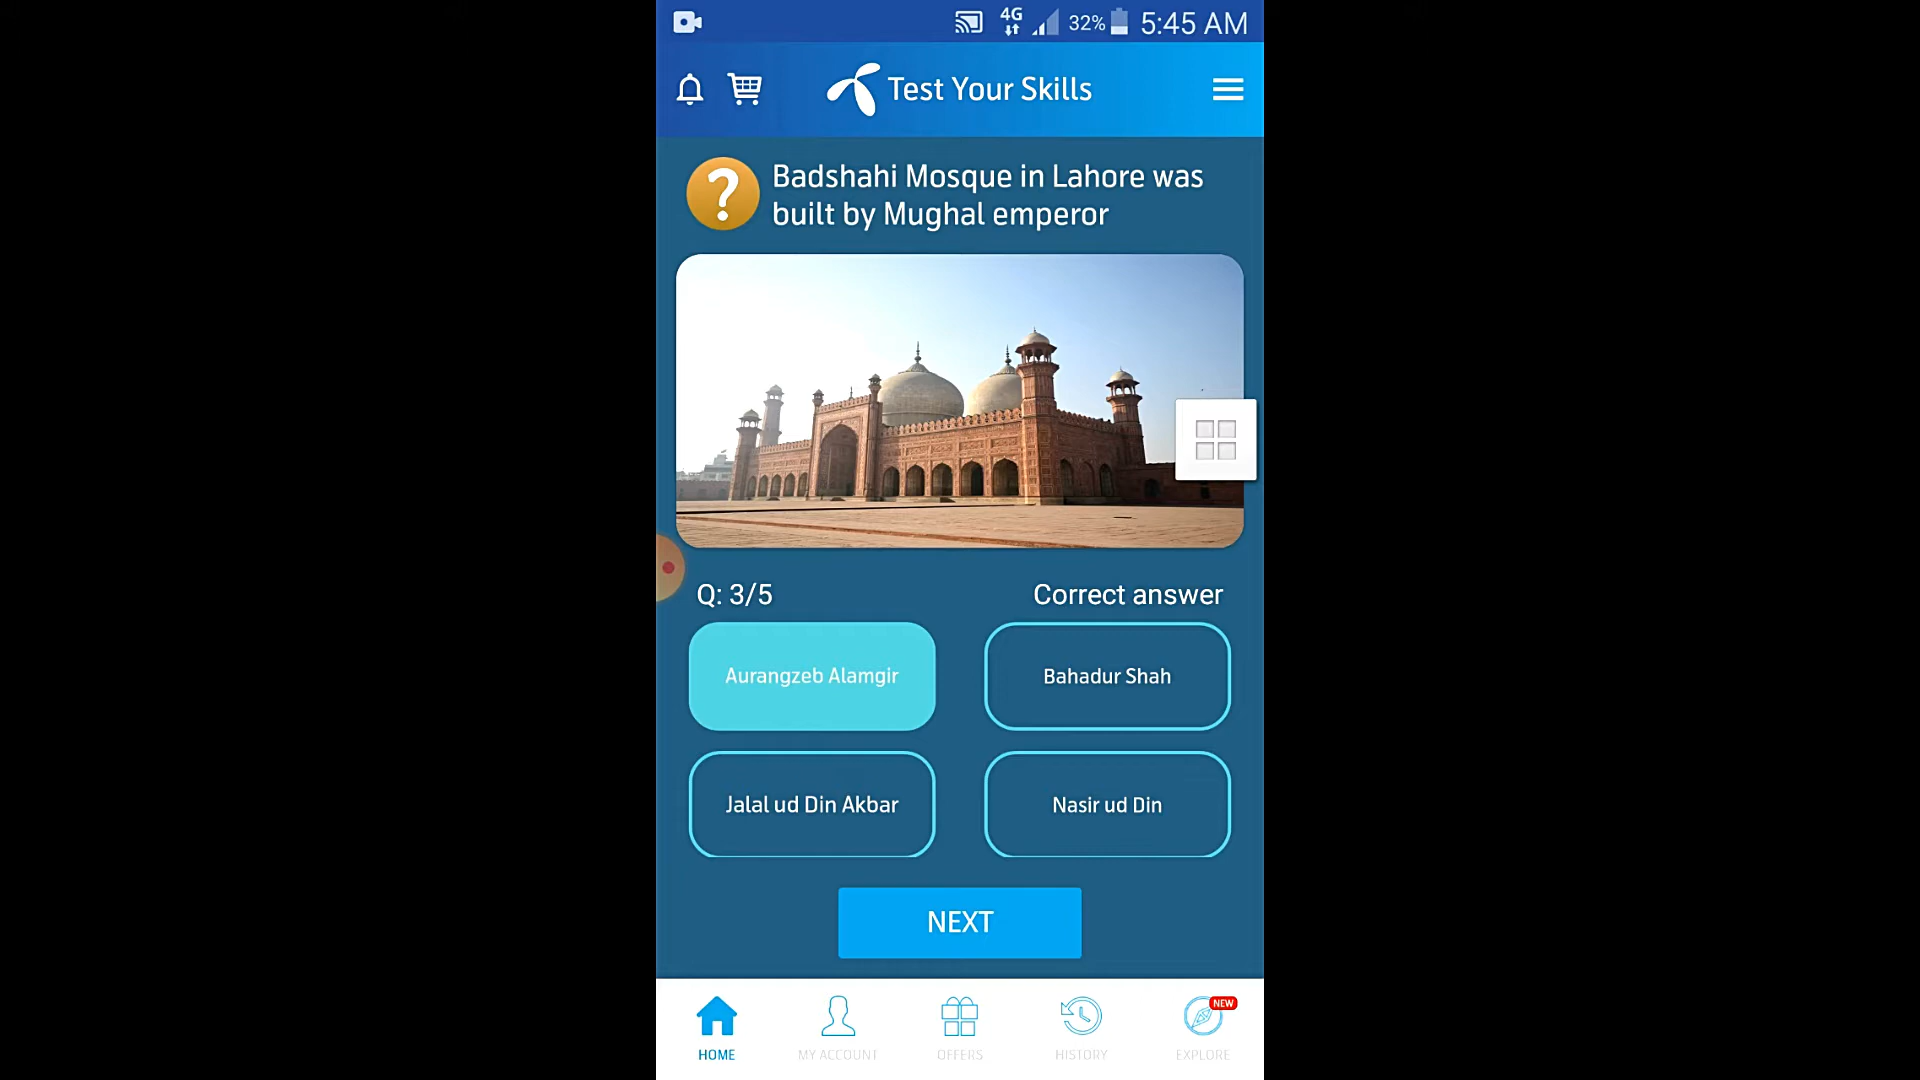 4G 32% 5:45 AM
Test Your Skills
Badshahi Mosque in Lahore was
built by Mughal emperor
Q: 3/5 Correct answer
Aurangzeb Alamgir Bahadur Shah
Jalal ud Din Akbar Nasir ud Din
NEXT
NEW
HOME MY ACCOUNT OFFERS HISTORY EXPLORE